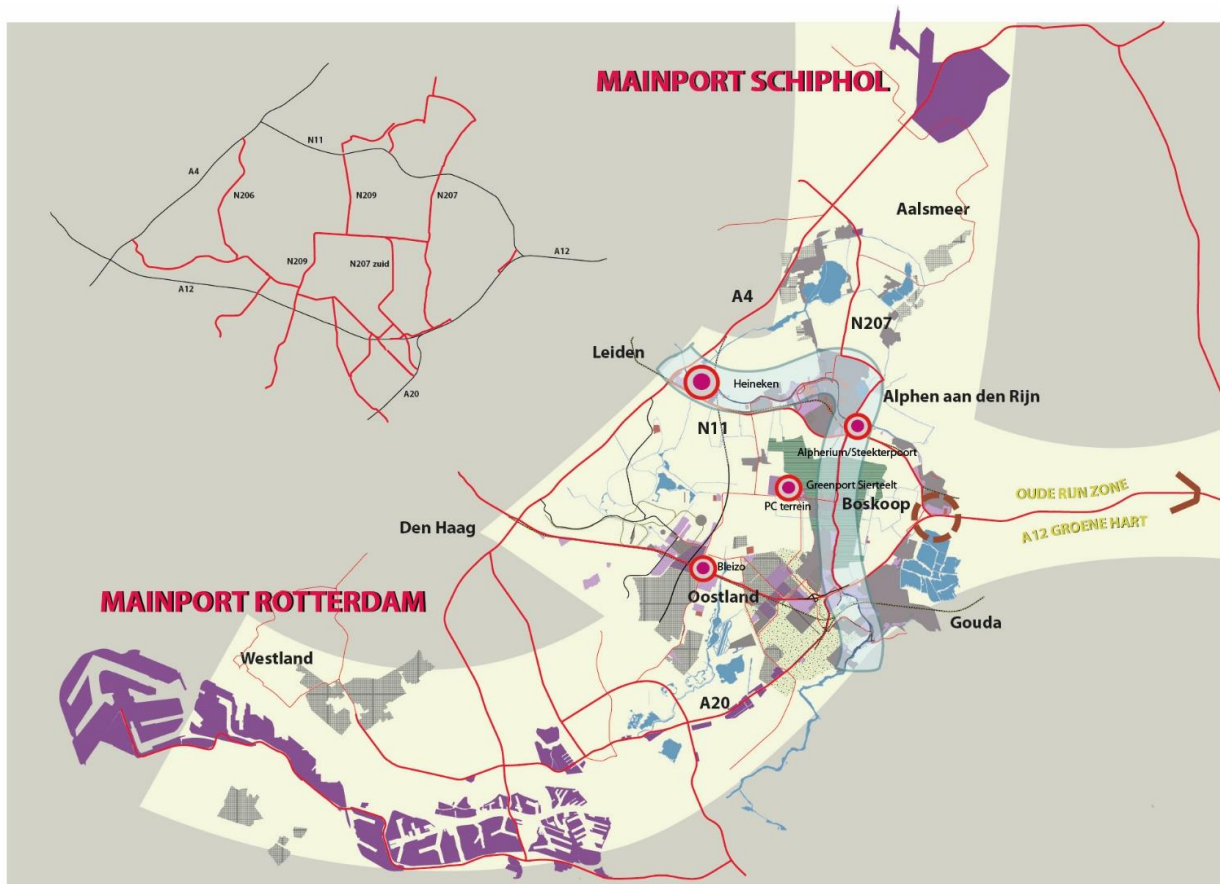 MAINPORT SCHIPHOL
N11
A4
N206
N209
N207
Aalsmeer
N209
N207 zuid
A12
A12
A20
A4
N207
Leiden
Heineken
Alphen aan den Rijn
N11
Alpherium/Steekterpoort
Greenport Sierteelt
PC terrein
Boskoop
OUDE RIJN ZONE
A12 GROENE HART
Den Haag
Bleizo
Oostland
MAINPORT ROTTERDAM
Gouda
Westland
A20